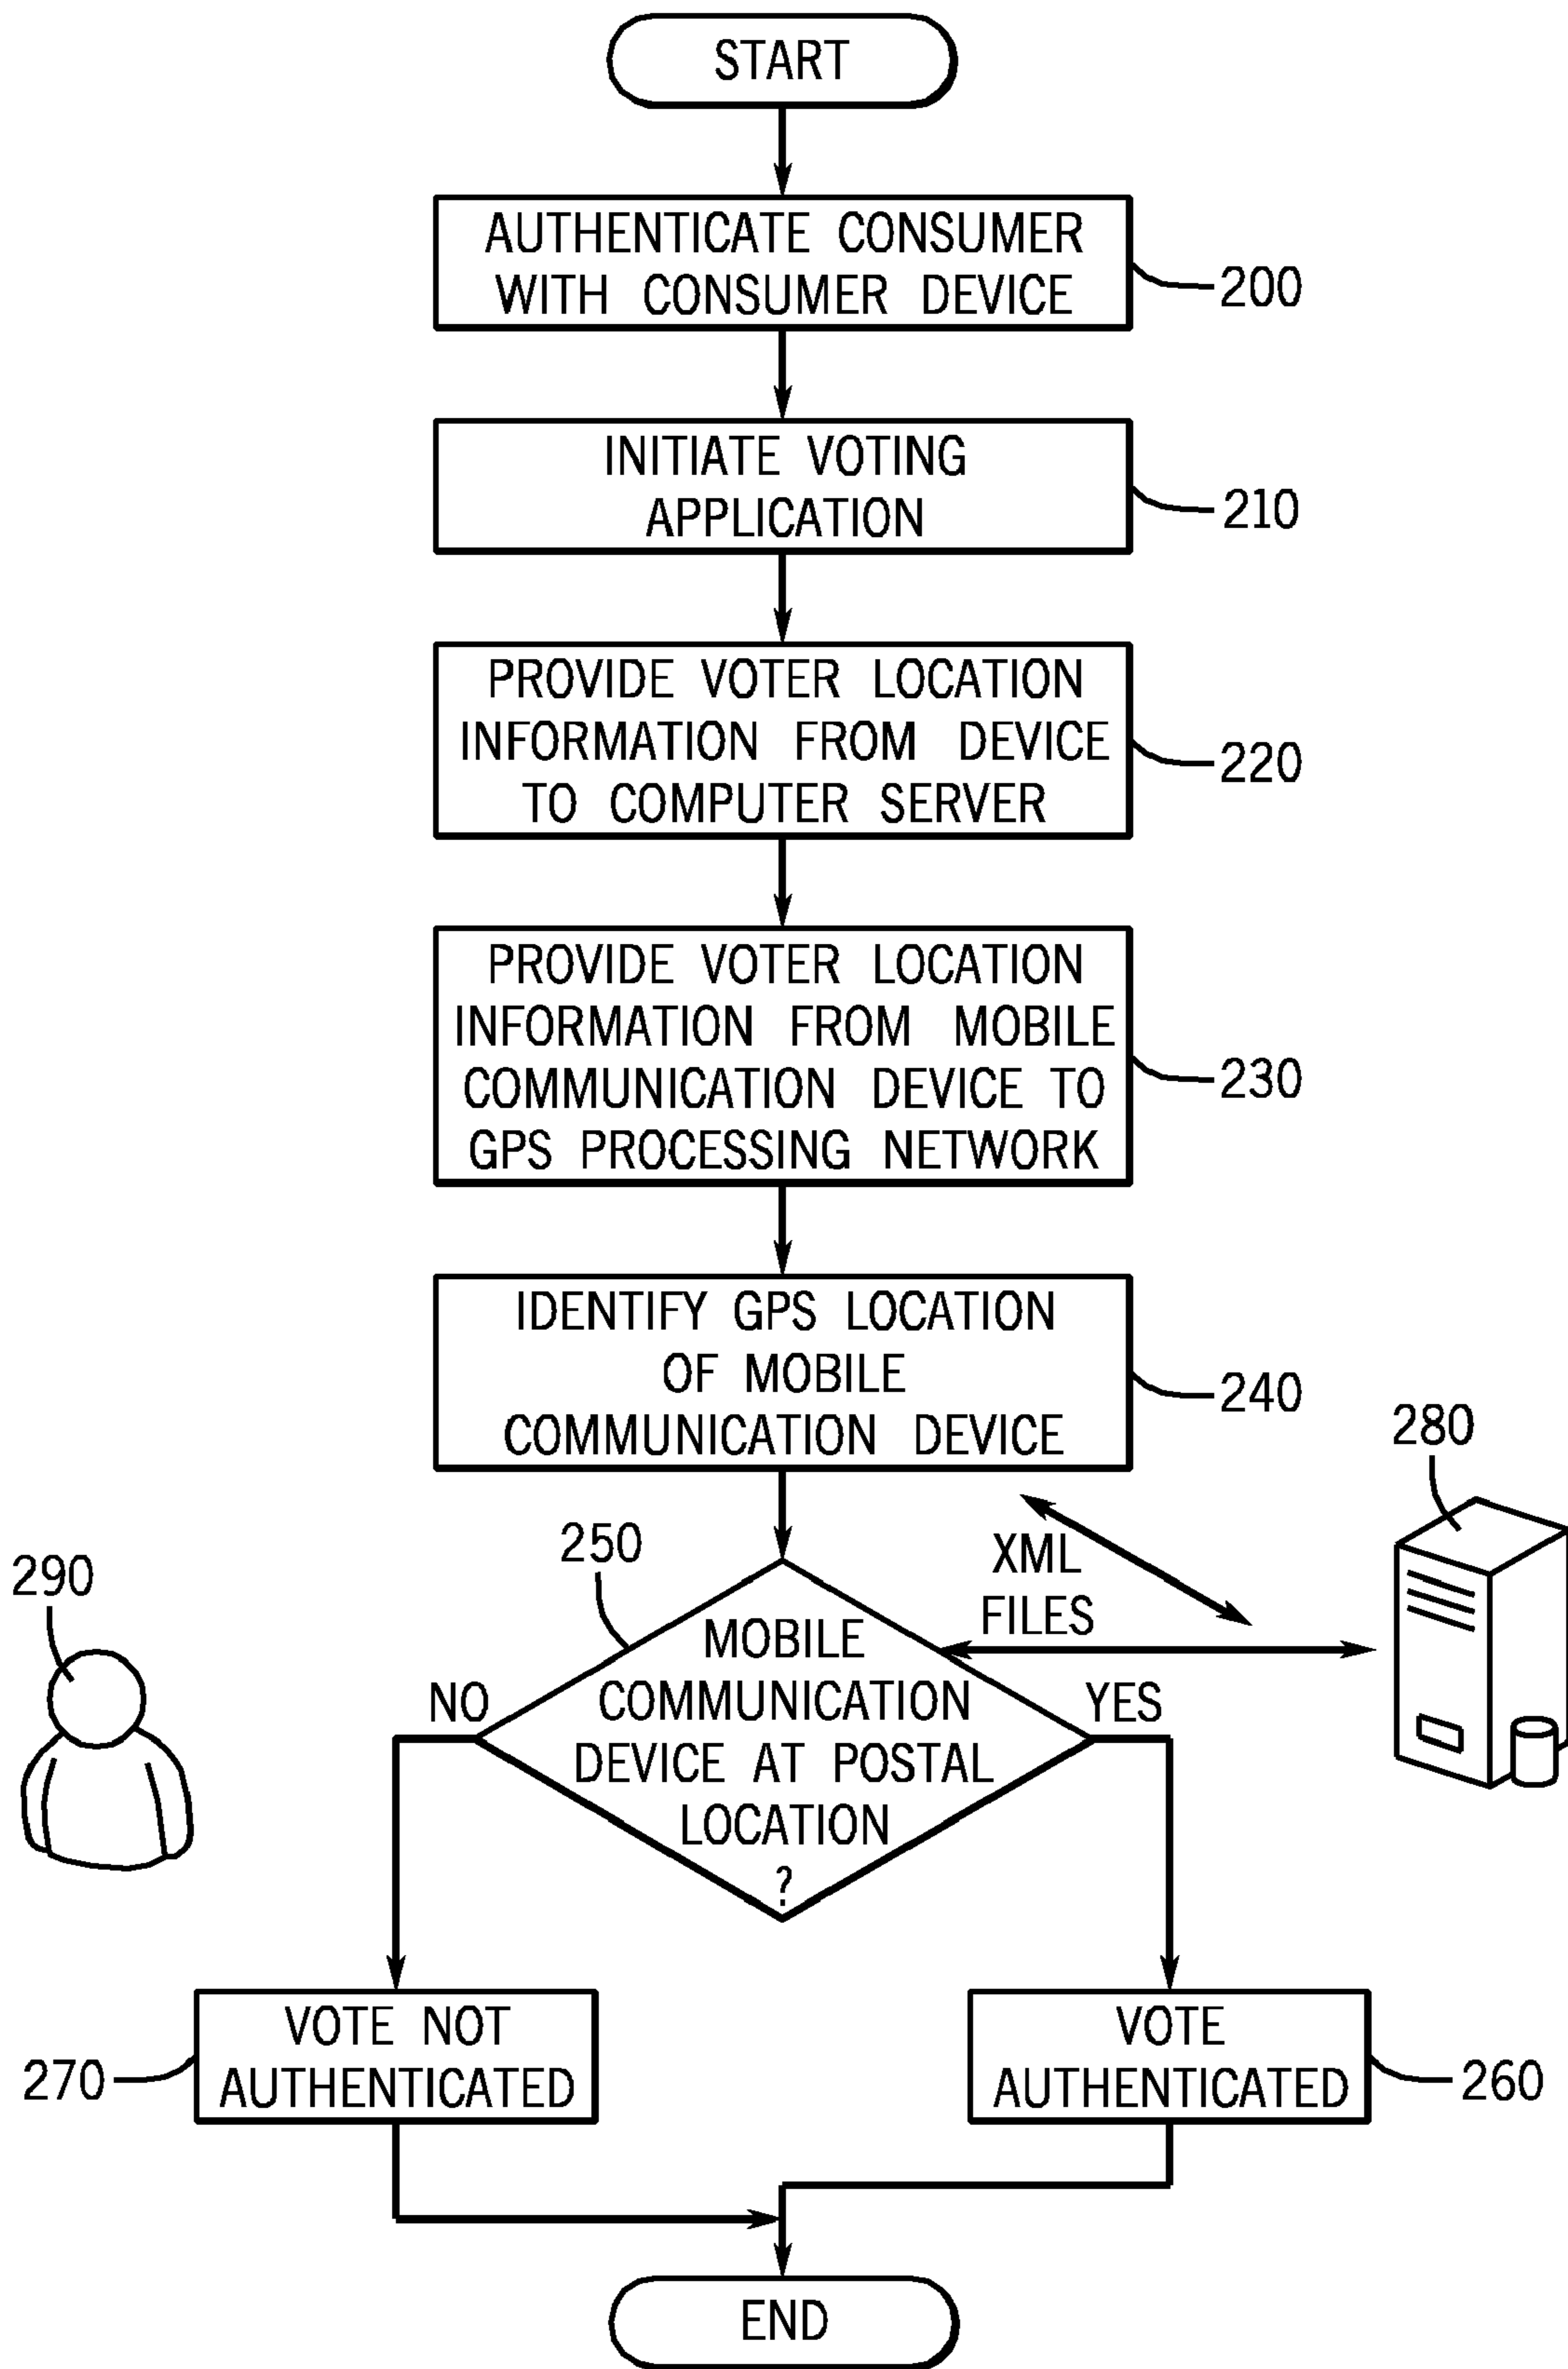 START
AUTHENTICATE CONSUMER
WITH CONSUMER DEVICE
200
INITIATE VOTING
APPLICATION
210
PROVIDE VOTER LOCATION
INFORMATION FROM DEVICE
TO COMPUTER SERVER
220
PROVIDE VOTER LOCATION
INFORMATION FROM MOBILE
COMMUNICATION DEVICE TO
GPS PROCESSING NETWORK
230
IDENTIFY GPS LOCATION
OF MOBILE
COMMUNICATION DEVICE
240
280
250
XML
FILES
290
MOBILE
COMMUNICATION
DEVICE AT POSTAL
LOCATION
?
NO
YES
VOTE NOT
AUTHENTICATED
270
VOTE
AUTHENTICATED
260
END